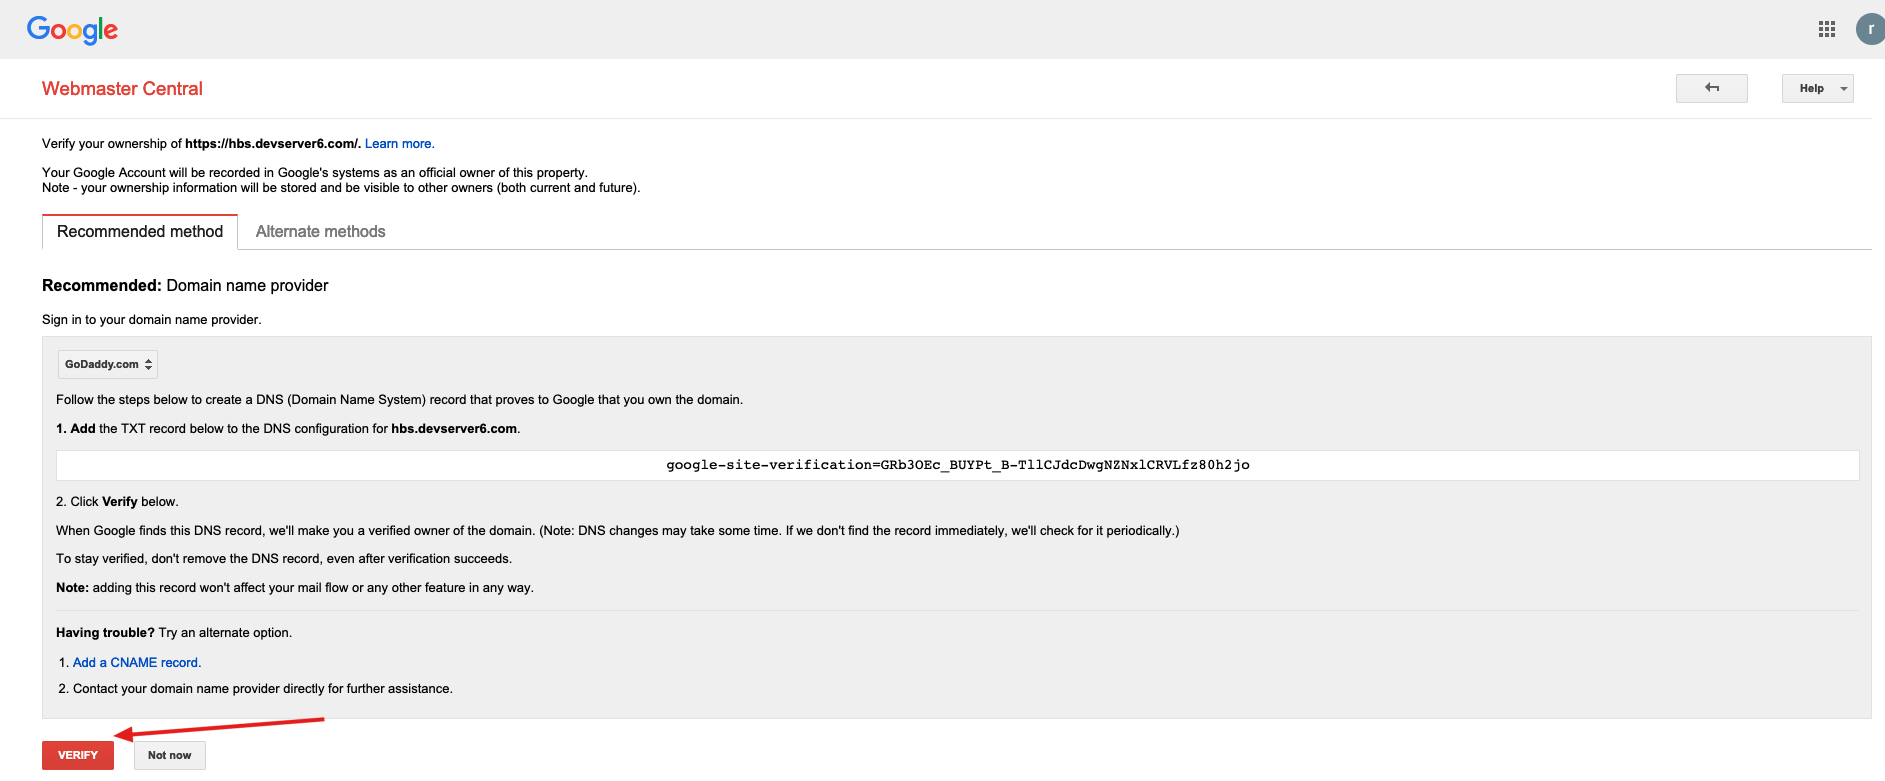 Google
r
Webmaster Central
Help
Verify your ownership of https://hbs.devserver6.com/. Learn more.
Your Google Account will be recorded in Google's systems as an official owner of this property.
Note - your ownership information will be stored and be visible to other owners (both current and future).
Recommended method
Alternate methods
Recommended: Domain name provider
Sign in to your domain name provider.
GoDaddy.com
Follow the steps below to create a DNS (Domain Name System) record that proves to Google that you own the domain.
1. Add the TXT record below to the DNS configuration for hbs.devserver6.com.
google-site-verification=GRb3OEc_BUYPt_B-TllCJdcDwgNZNxlCRVLfz80h2jo
2. Click Verify below.
When Google finds this DNS record, we'll make you a verified owner of the domain. (Note: DNS changes may take some time. If we don't find the record immediately, we'll check for it periodically.)
To stay verified, don't remove the DNS record, even after verification succeeds.
Note: adding this record won't affect your mail flow or any other feature in any way.
Having trouble? Try an alternate option.
1. Add a CNAME record.
2. Contact your domain name provider directly for further assistance.
VERIFY
Not now